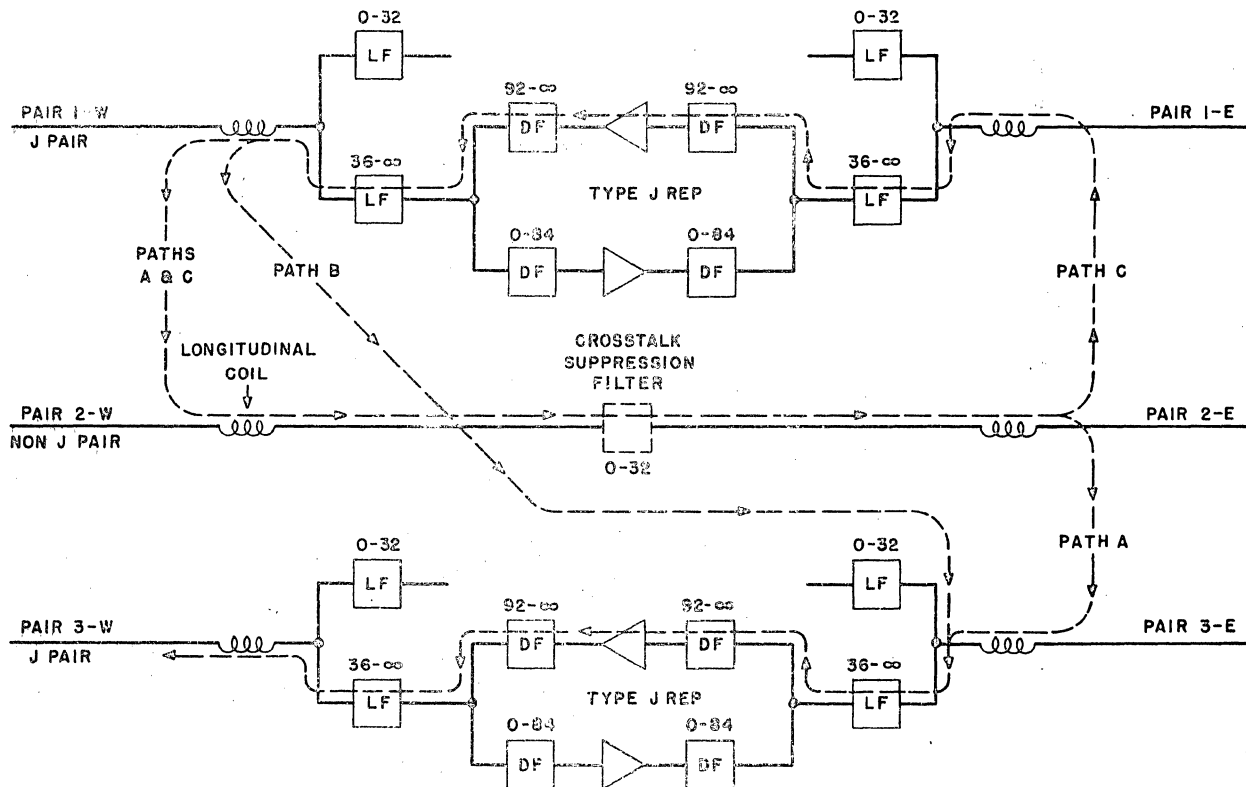 0-32
LF
0-32
LF
92-∞
DF
92-∞
DF
PAIR 1-W
J PAIR
PAIR 1-E
36-∞
LF
TYPE J REP
36-∞
LF
0-84
DF
0-84
DF
PATHS
A & C
PATH B
PATH C
LONGITUDINAL
COIL
CROSSTALK
SUPPRESSION
FILTER
PAIR 2-W
NON J PAIR
PAIR 2-E
0-32
0-32
LF
0-32
LF
PATH A
92-∞
DF
92-∞
DF
PAIR 3-W
J PAIR
PAIR 3-E
36-∞
LF
TYPE J REP
36-∞
LF
0-84
DF
0-84
DF